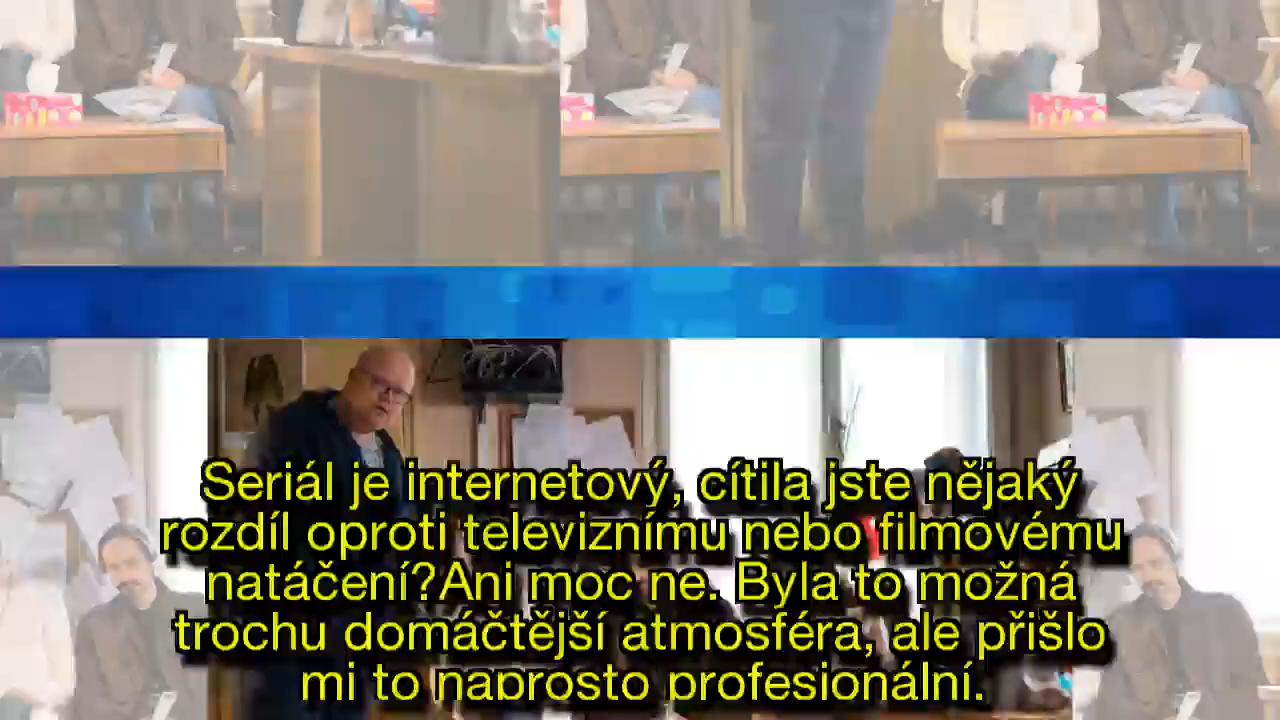 Seriál je internetový, cítila jste nějaký
rozdíl oproti televiznímu nebo filmovému
natáčení?Ani moc ne. Byla to možná
trochu domáčtější atmosféra, ale přišlo
mi to naprosto profesionální.